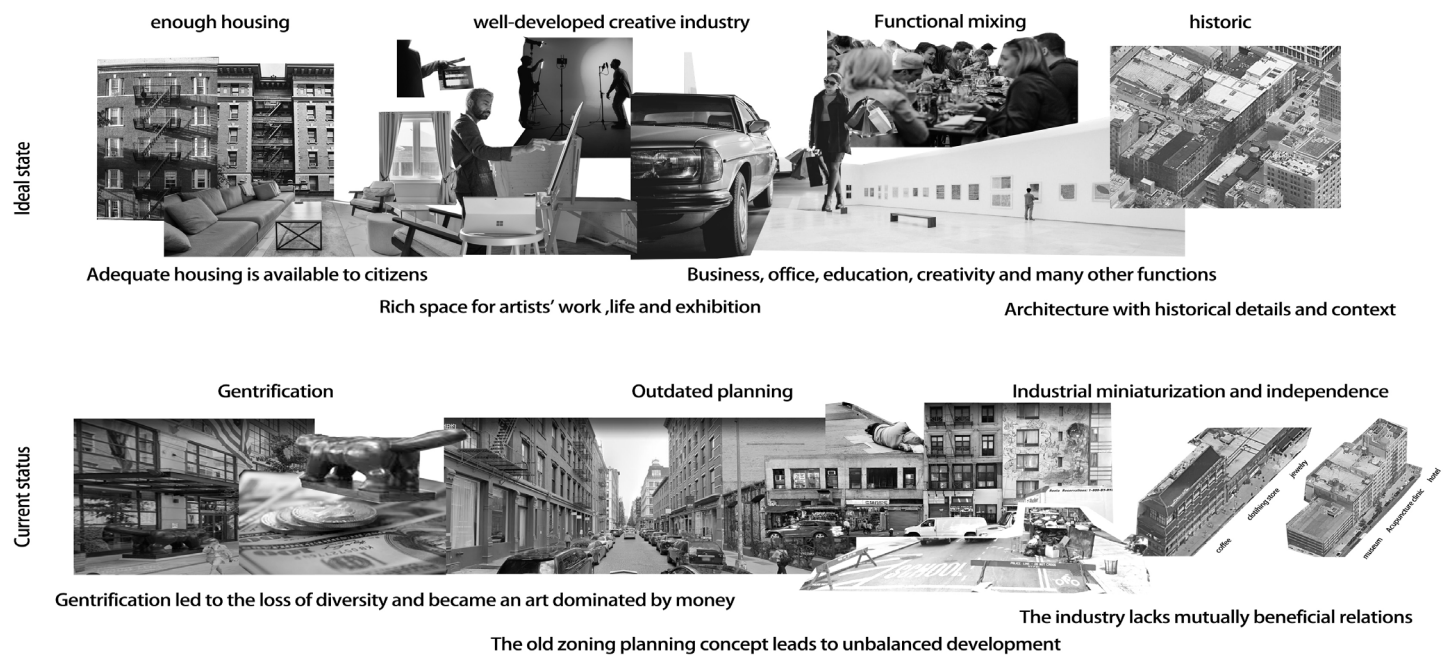 enough housing
well-developed creative industry
Functional mixing
historic
Ideal state
Adequate housing is available to citizens
Business, office, education, creativity and many other functions
Rich space for artists’ work ,life and exhibition
Architecture with historical details and context
Gentrification
Outdated planning
Industrial miniaturization and independence
Current status
SCHOOL
coffee
clothing store
jewelry
museum
Acupuncture clinic
hotel
Gentrification led to the loss of diversity and became an art dominated by money
The industry lacks mutually beneficial relations
The old zoning planning concept leads to unbalanced development